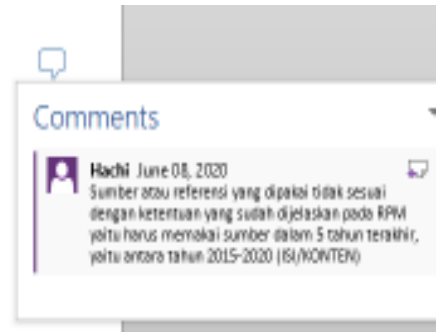 Comments
Hachi June 08, 2020
Sumber atau referensi yang dipakai tidak sesuai
dengan ketentuan yang sudah dijelaskan pada RPM
yaitu harus memakai sumber dalam 5 tahun terakhir,
yaitu antara tahun 2015-2020 (ISI/KONTEN)